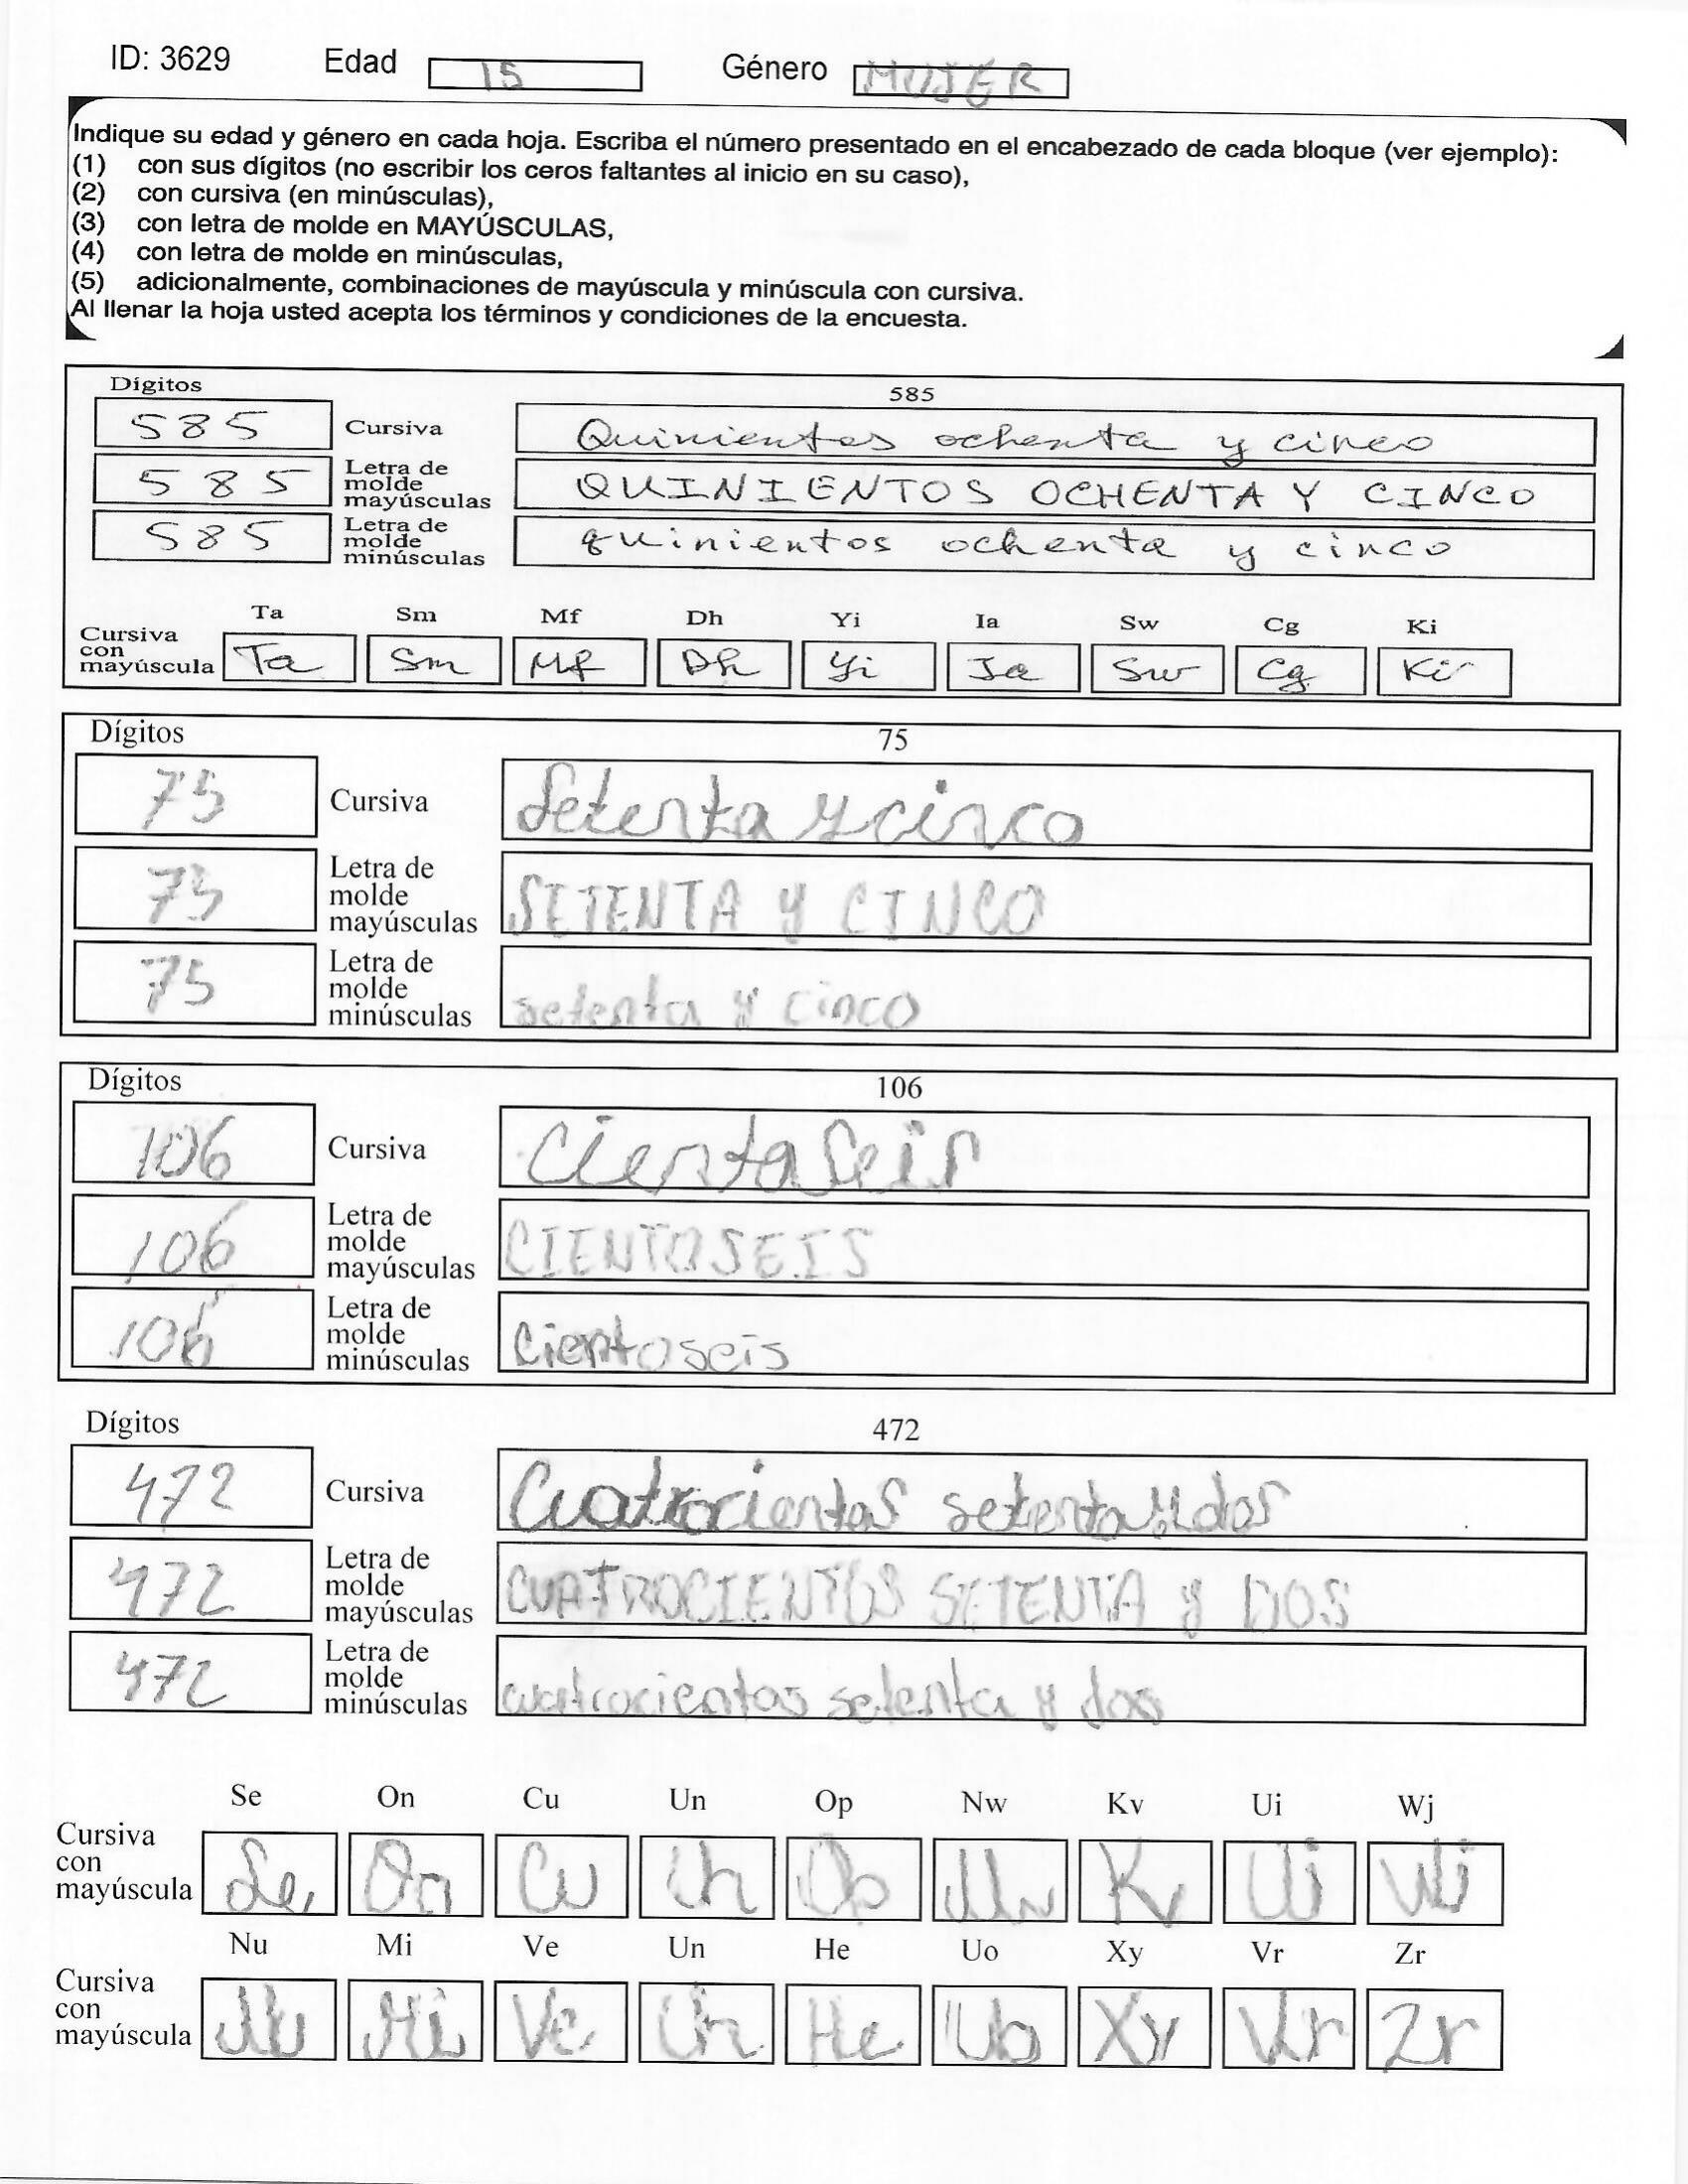 ID: 3629 Edad 15 Género MUJER
Indique su edad y género en cada hoja. Escriba el número presentado en el encabezado de cada bloque (ver ejemplo):
(1) con sus dígitos (no escribir los ceros faltantes al inicio en su caso),
(2) con cursiva (en minúsculas),
(3) con letra de molde en MAYÚSCULAS,
(4) con letra de molde en minúsculas,
(5) adicionalmente, combinaciones de mayúscula y minúscula con cursiva.
Al llenar la hoja usted acepta los términos y condiciones de la encuesta.
Dígitos 585
585 Cursiva Quinientos ochenta y cinco
585 Letra de molde mayúsculas QUINIENTOS OCHENTA Y CINCO
585 Letra de molde minúsculas quinientos ochenta y cinco
Ta Sm Mf Dh Yi Ia Sw Cg Ki
Cursiva con mayúscula Ta Sm Mf Dh Yi Ia Sw Cg Ki
Dígitos 75
75 Cursiva Setenta y cinco
75 Letra de molde mayúsculas SETENTA Y CINCO
75 Letra de molde minúsculas setenta y cinco
Dígitos 106
106 Cursiva Cientoseis
106 Letra de molde mayúsculas CIENTOSEIS
106 Letra de molde minúsculas cientoseis
Dígitos 472
472 Cursiva Cuatrocientos setenta y dos
472 Letra de molde mayúsculas CUATROCIENTOS SETENTA y DOS
472 Letra de molde minúsculas cuatrocientos setenta y dos
Se On Cu Un Op Nw Kv Ui Wj
Cursiva con mayúscula Se On Cu Un Op Nw Kv Ui Wj
Nu Mi Ve Un He Uo Xy Vr Zr
Cursiva con mayúscula Nu Mi Ve Un He Uo Xy Vr Zr